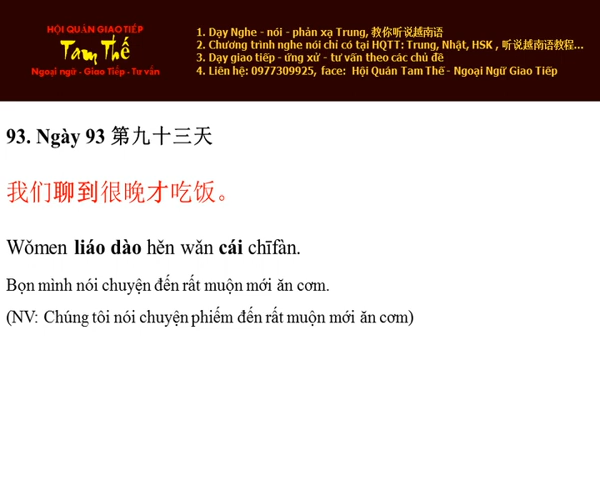 HỘI QUÁN GIAO TIẾP
Tam Thế
Ngoại ngữ - Giao Tiếp - Tư vấn
1. Dạy Nghe - nói - phản xạ Trung, 教你听说越南语
2. Chương trình nghe nói chỉ có tại HQTT: Trung, Nhật, HSK , 听说越南语教程...
3. Dạy giao tiếp - ứng xử - tư vấn theo các chủ đề
4. Liên hệ: 0977309925, face: Hội Quán Tam Thế - Ngoại Ngữ Giao Tiếp
93. Ngày 93 第九十三天
我们聊到很晚才吃饭。
Wǒmen liáo dào hěn wǎn cái chīfàn.
Bọn mình nói chuyện đến rất muộn mới ăn cơm.
(NV: Chúng tôi nói chuyện phiếm đến rất muộn mới ăn cơm)